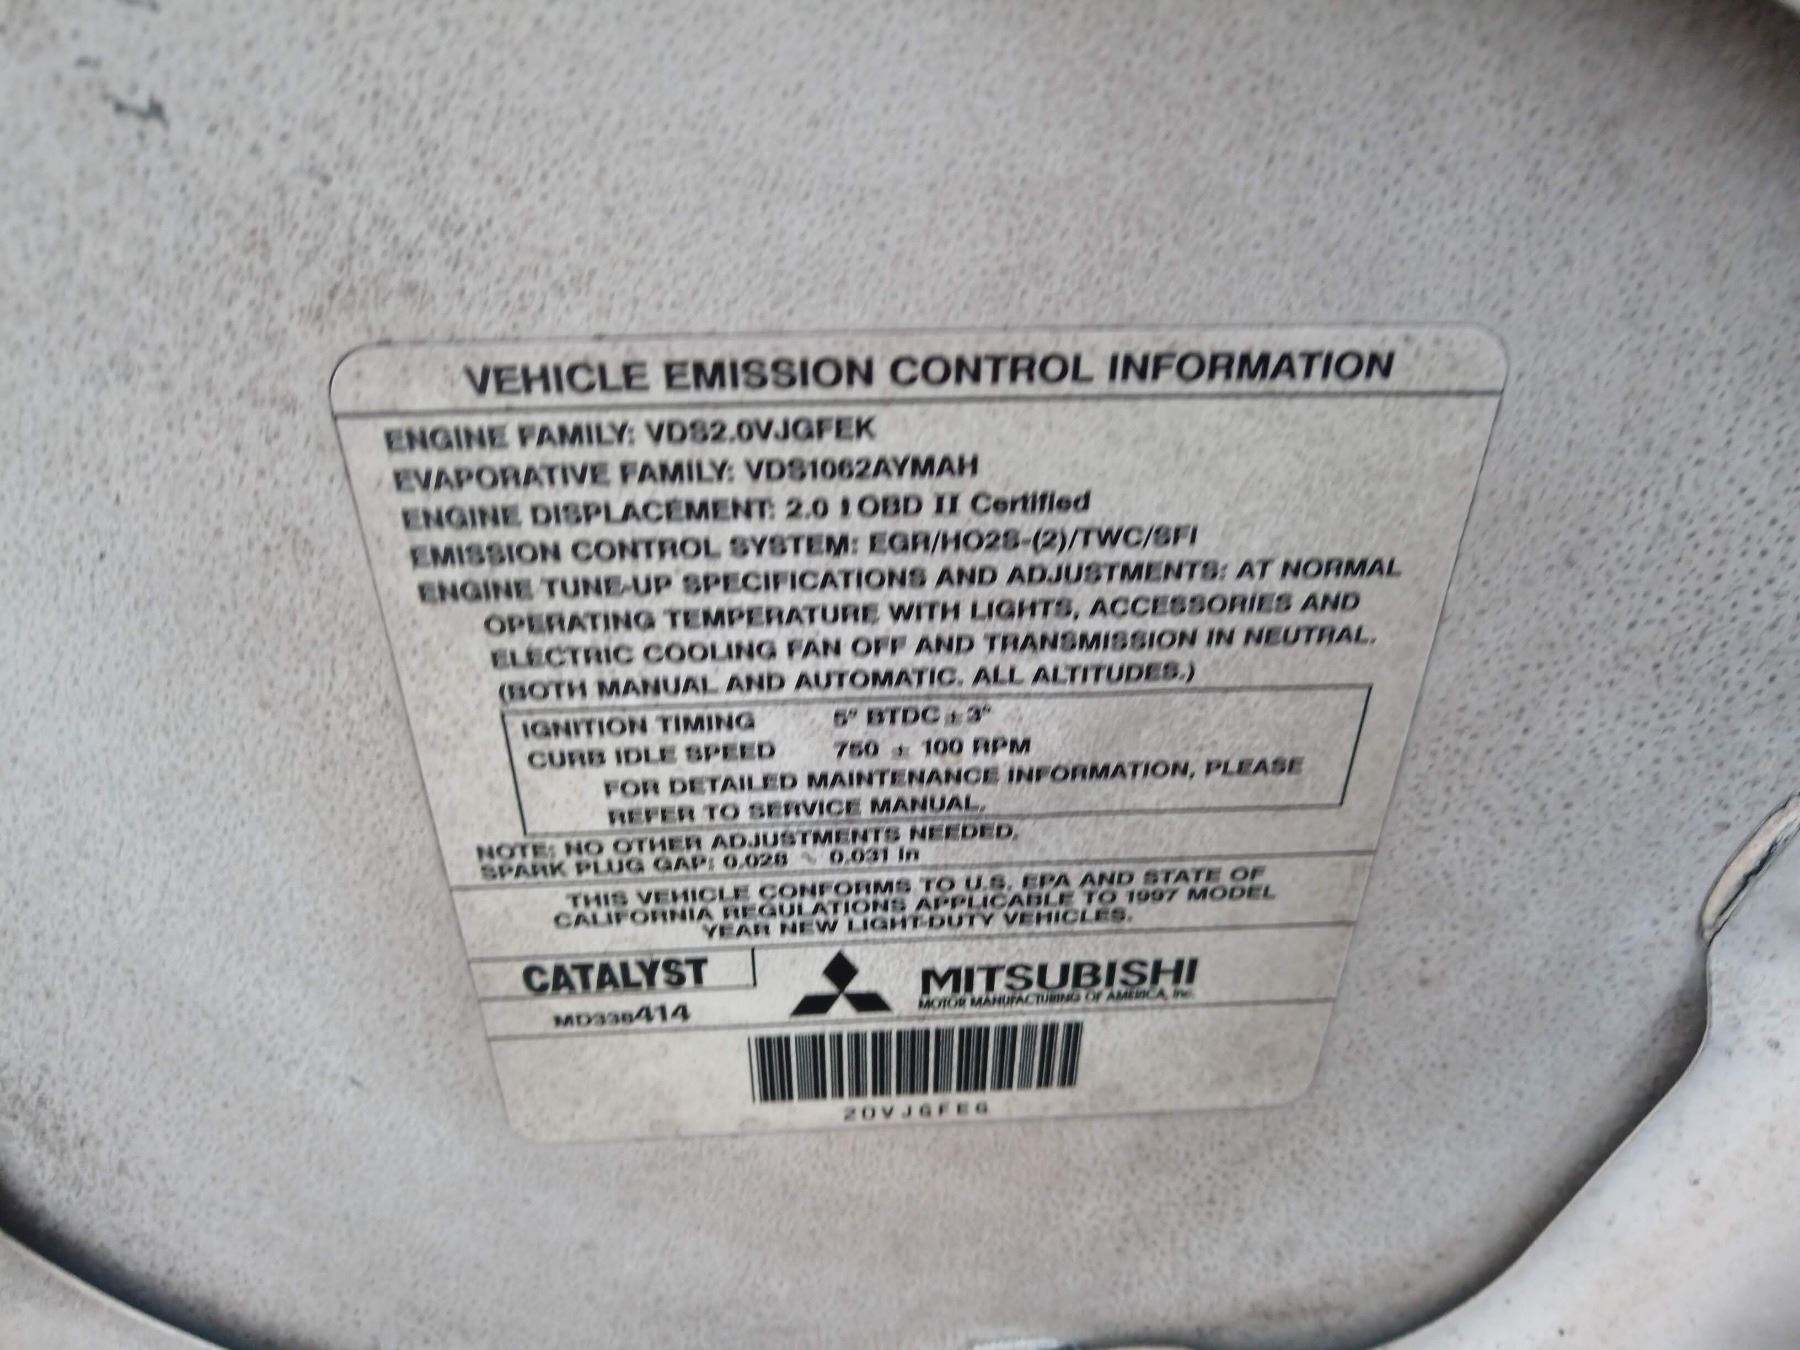 VEHICLE EMISSION CONTROL INFORMATION
ENGINE FAMILY: VDS2.0VJGFEK
EVAPORATIVE FAMILY: VDS1062AYMAH
ENGINE DISPLACEMENT: 2.0 l OBD II Certified
EMISSION CONTROL SYSTEM: EGR/HO2S-(2)/TWC/SFI
ENGINE TUNE-UP SPECIFICATIONS AND ADJUSTMENTS: AT NORMAL
OPERATING TEMPERATURE WITH LIGHTS, ACCESSORIES AND
ELECTRIC COOLING FAN OFF AND TRANSMISSION IN NEUTRAL.
(BOTH MANUAL AND AUTOMATIC. ALL ALTITUDES.)
IGNITION TIMING 5° BTDC ± 3°
CURB IDLE SPEED 750 ± 100 RPM
FOR DETAILED MAINTENANCE INFORMATION, PLEASE
REFER TO SERVICE MANUAL.
NOTE: NO OTHER ADJUSTMENTS NEEDED.
SPARK PLUG GAP: 0.028 ~ 0.031 in
THIS VEHICLE CONFORMS TO U.S. EPA AND STATE OF
CALIFORNIA REGULATIONS APPLICABLE TO 1997 MODEL
YEAR NEW LIGHT-DUTY VEHICLES.
CATALYST
MITSUBISHI
MOTOR MANUFACTURING OF AMERICA, Inc.
MD338414
20VJGFEG